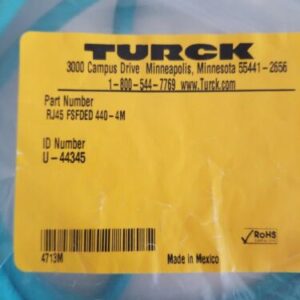 TURCK
3000 Campus Drive Minneapolis, Minnesota 55441-2656
1-800-544-7769 www.Turck.com
Part Number
RJ45 FSFDED 440-4M
ID Number
U-44345
RoHS
4713M
Made in Mexico